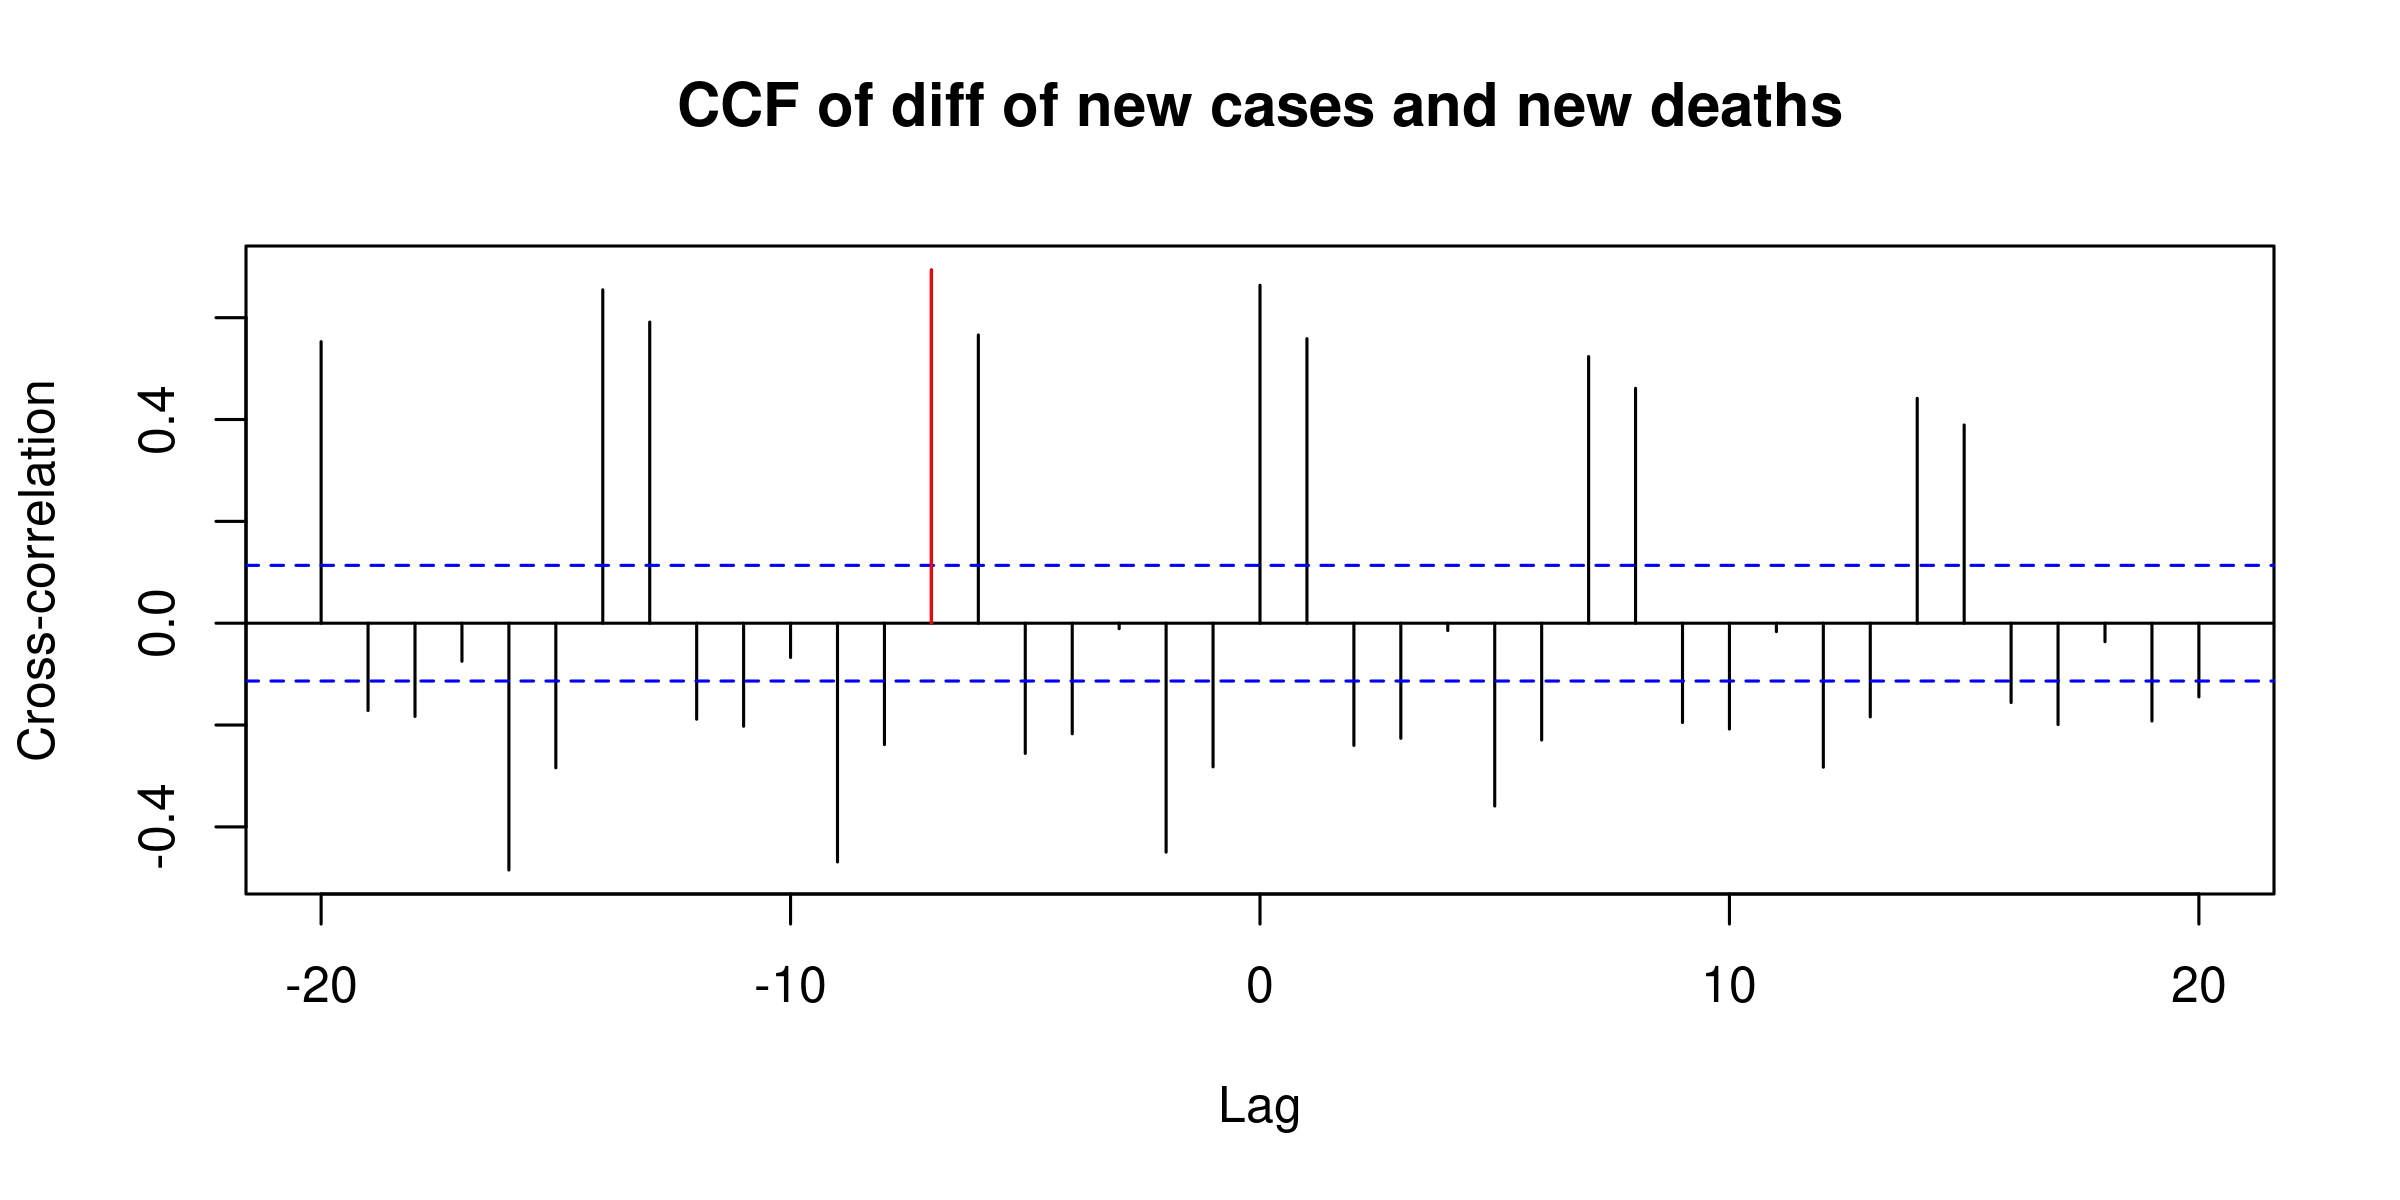 CCF of diff of new cases and new deaths
Cross-correlation
0.4
0.0
-0.4
-20 -10 0 10 20
Lag